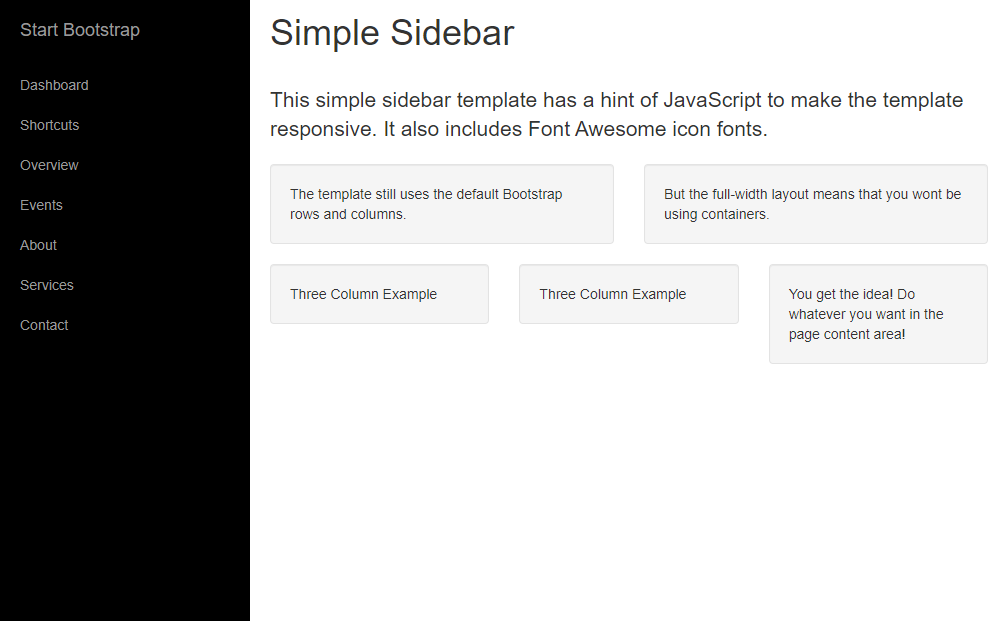 Start Bootstrap
Dashboard
Shortcuts
Overview
Events
About
Services
Contact
Simple Sidebar
This simple sidebar template has a hint of JavaScript to make the template
responsive. It also includes Font Awesome icon fonts.
The template still uses the default Bootstrap
rows and columns.
But the full-width layout means that you wont be
using containers.
Three Column Example
Three Column Example
You get the idea! Do
whatever you want in the
page content area!